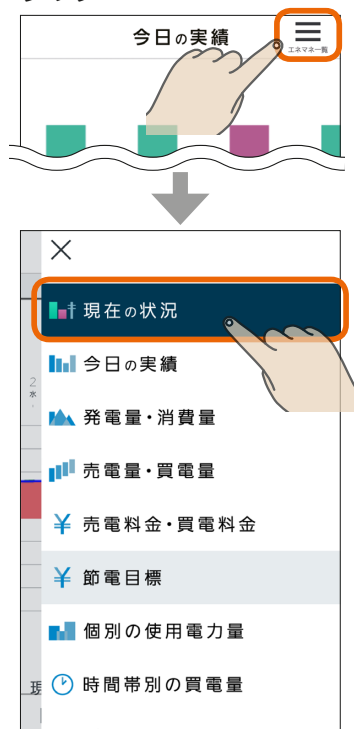 今日の実績
エネマネ一覧
現在の状況
今日の実績
2
水
発電量・消費量
売電量・買電量
売電料金・買電料金
節電目標
個別の使用電力量
現
時間帯別の買電量